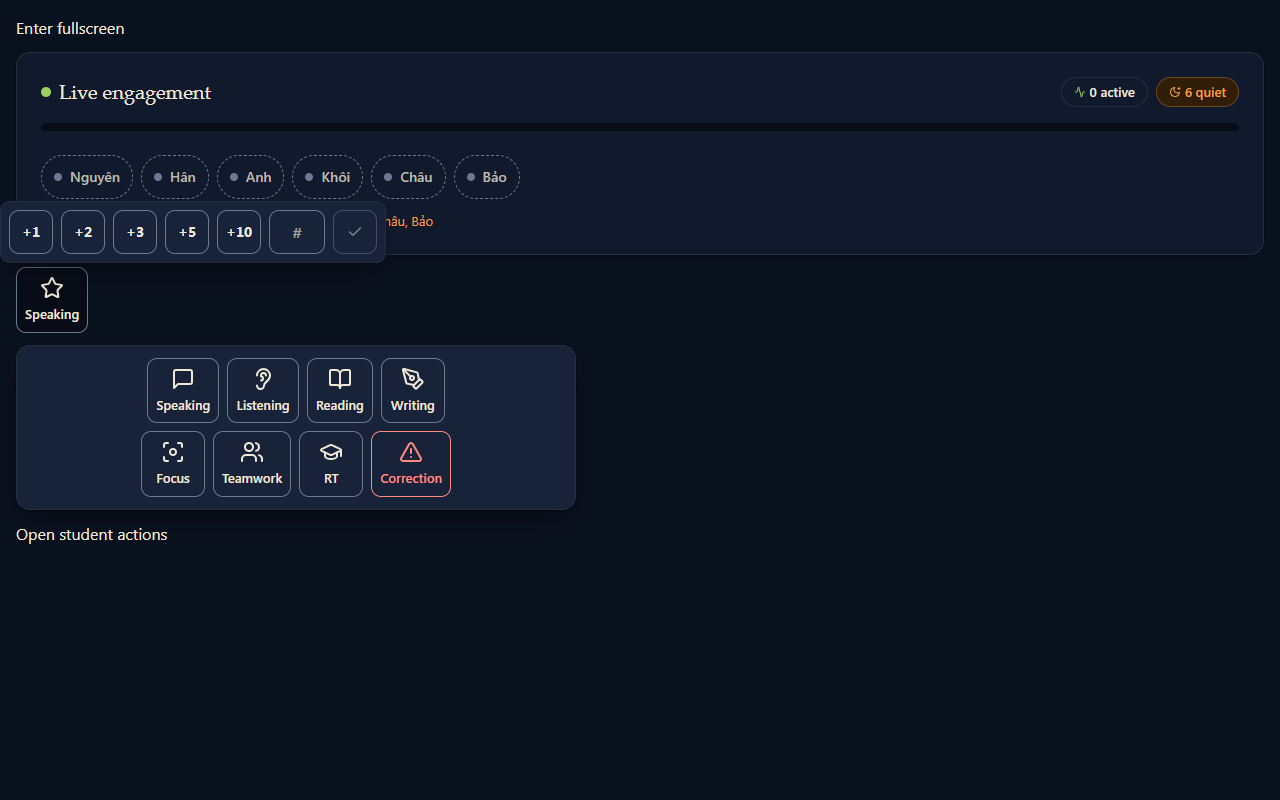 Enter fullscreen
Live engagement
0 active
6 quiet
Nguyên
Hân
Anh
Khôi
Châu
Bảo
+1
+2
+3
+5
+10
#
Bảo
Speaking
Speaking
Listening
Reading
Writing
Focus
Teamwork
RT
Correction
Open student actions